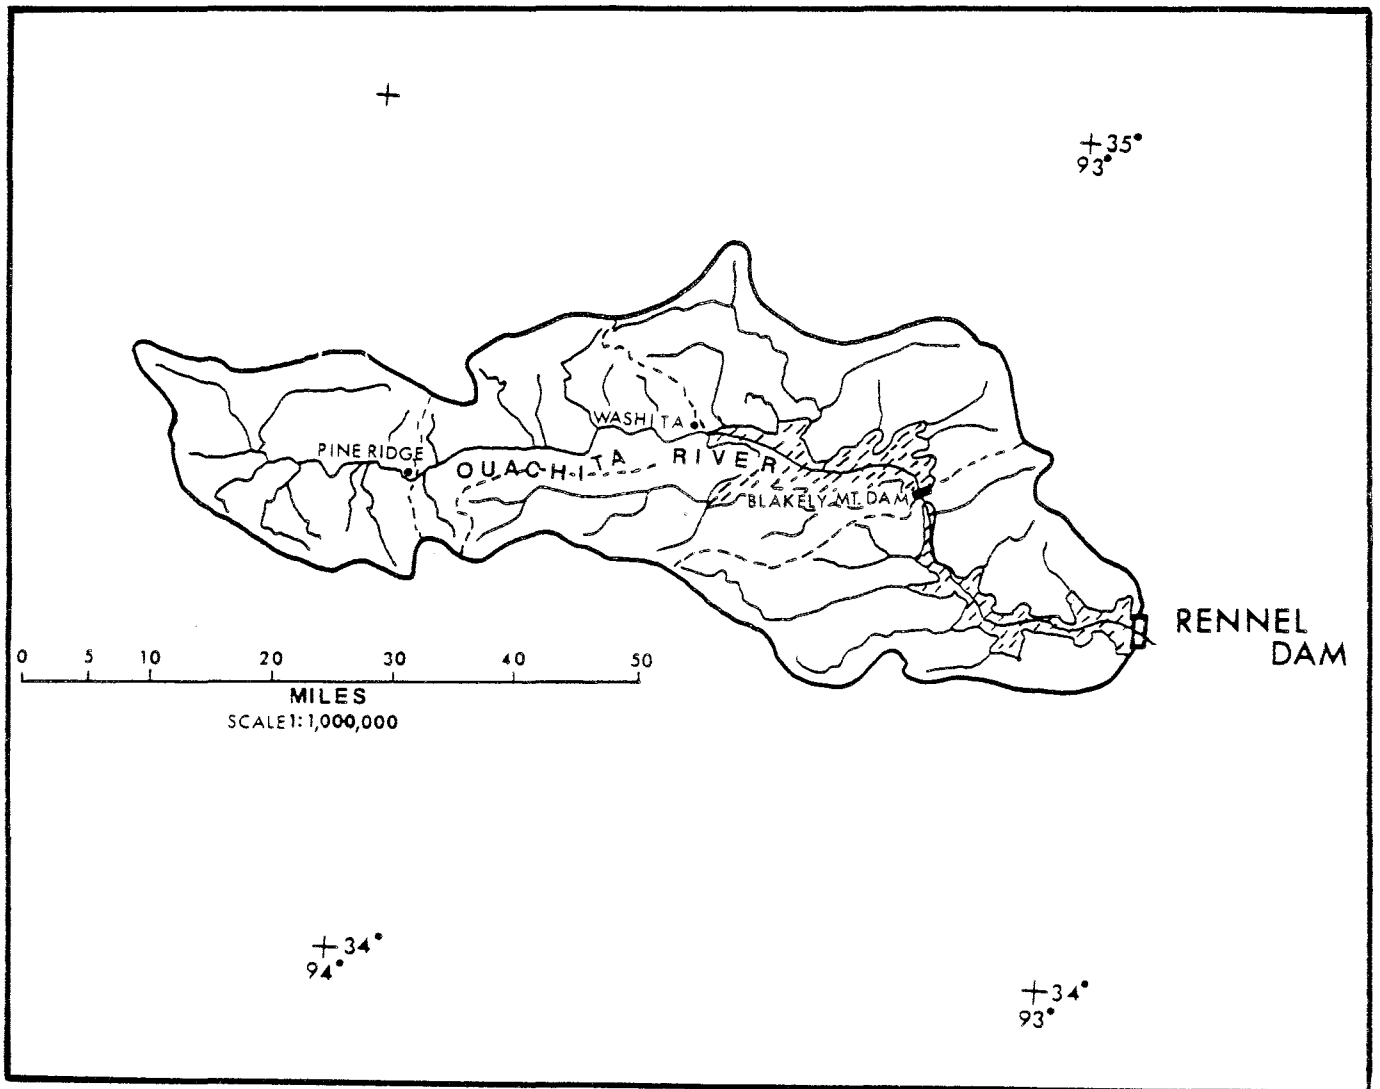 35°
93°
WASHITA
PINE RIDGE
OUACHITA RIVER
BLAKELY MT. DAM
RENNEL
DAM
0 5 10 20 30 40 50
MILES
SCALE 1:1,000,000
34°
94°
34°
93°